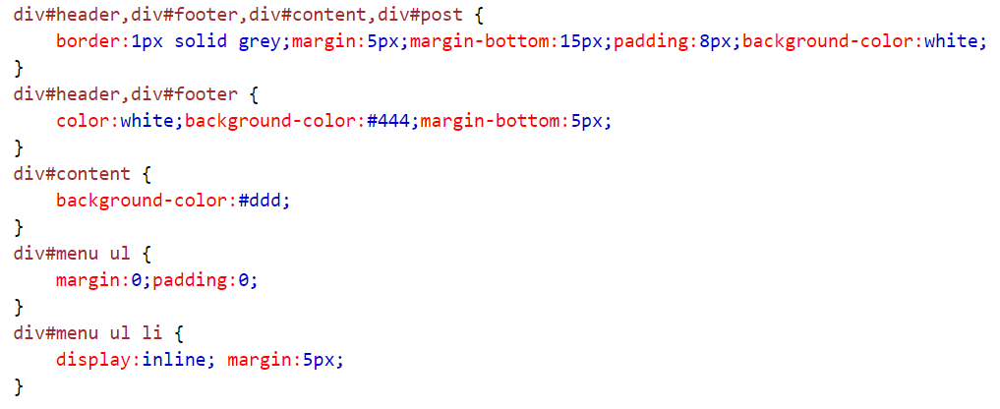 div#header,div#footer,div#content,div#post {
    border:1px solid grey;margin:5px;margin-bottom:15px;padding:8px;background-color:white;
}
div#header,div#footer {
    color:white;background-color:#444;margin-bottom:5px;
}
div#content {
    background-color:#ddd;
}
div#menu ul {
    margin:0;padding:0;
}
div#menu ul li {
    display:inline; margin:5px;
}